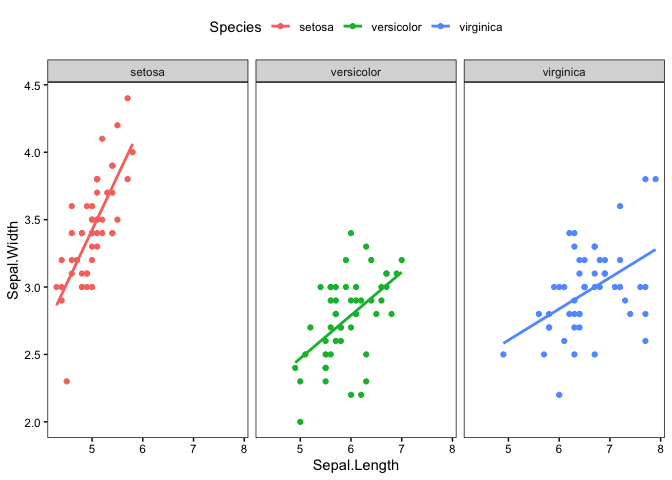 Species setosa versicolor virginica
setosa versicolor virginica
4.5
4.0
3.5
3.0
2.5
2.0
Sepal.Width
5 6 7 8 5 6 7 8 5 6 7 8
Sepal.Length